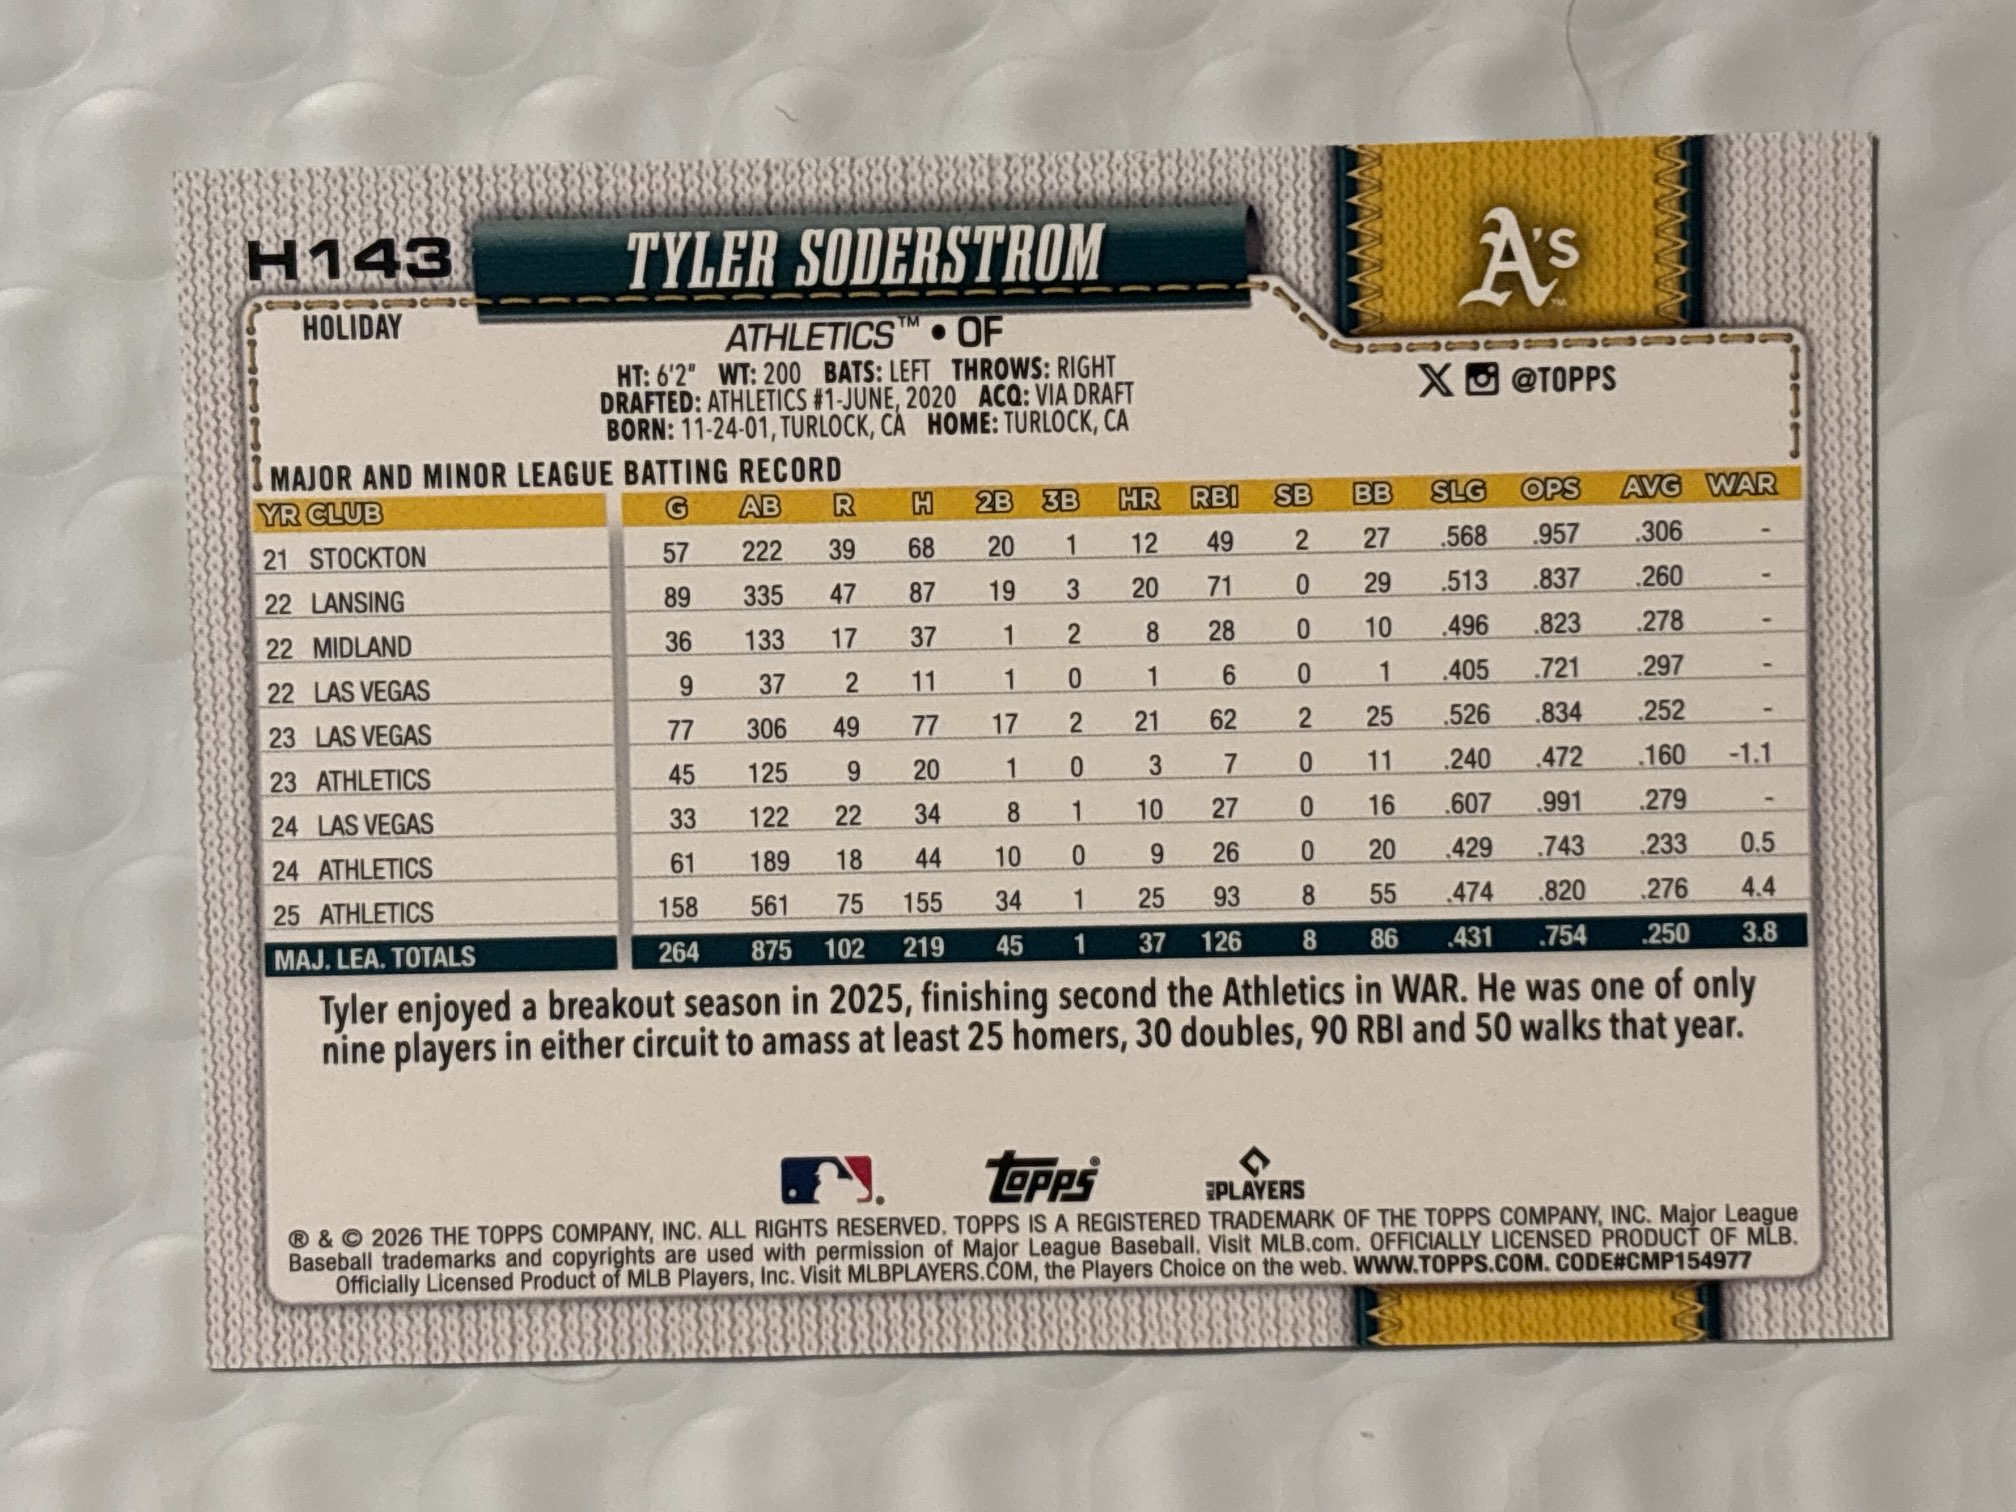 H143 TYLER SODERSTROM A's™
HOLIDAY
ATHLETICS™ • OF
HT: 6'2" WT: 200 BATS: LEFT THROWS: RIGHT
DRAFTED: ATHLETICS #1-JUNE, 2020 ACQ: VIA DRAFT
BORN: 11-24-01, TURLOCK, CA HOME: TURLOCK, CA
X @TOPPS
MAJOR AND MINOR LEAGUE BATTING RECORD
YR CLUB G AB R H 2B 3B HR RBI SB BB SLG OPS AVG WAR
21 STOCKTON 57 222 39 68 20 1 12 49 2 27 .568 .957 .306 -
22 LANSING 89 335 47 87 19 3 20 71 0 29 .513 .837 .260 -
22 MIDLAND 36 133 17 37 1 2 8 28 0 10 .496 .823 .278 -
22 LAS VEGAS 9 37 2 11 1 0 1 6 0 1 .405 .721 .297 -
23 LAS VEGAS 77 306 49 77 17 2 21 62 2 25 .526 .834 .252 -
23 ATHLETICS 45 125 9 20 1 0 3 7 0 11 .240 .472 .160 -1.1
24 LAS VEGAS 33 122 22 34 8 1 10 27 0 16 .607 .991 .279 -
24 ATHLETICS 61 189 18 44 10 0 9 26 0 20 .429 .743 .233 0.5
25 ATHLETICS 158 561 75 155 34 1 25 93 8 55 .474 .820 .276 4.4
MAJ. LEA. TOTALS 264 875 102 219 45 1 37 126 8 86 .431 .754 .250 3.8
Tyler enjoyed a breakout season in 2025, finishing second the Athletics in WAR. He was one of only
nine players in either circuit to amass at least 25 homers, 30 doubles, 90 RBI and 50 walks that year.
® Topps® PLAYERS
® & © 2026 THE TOPPS COMPANY, INC. ALL RIGHTS RESERVED. TOPPS IS A REGISTERED TRADEMARK OF THE TOPPS COMPANY, INC. Major League
Baseball trademarks and copyrights are used with permission of Major League Baseball. Visit MLB.com. OFFICIALLY LICENSED PRODUCT OF MLB.
Officially Licensed Product of MLB Players, Inc. Visit MLBPLAYERS.COM, the Players Choice on the web. WWW.TOPPS.COM. CODE#CMP154977